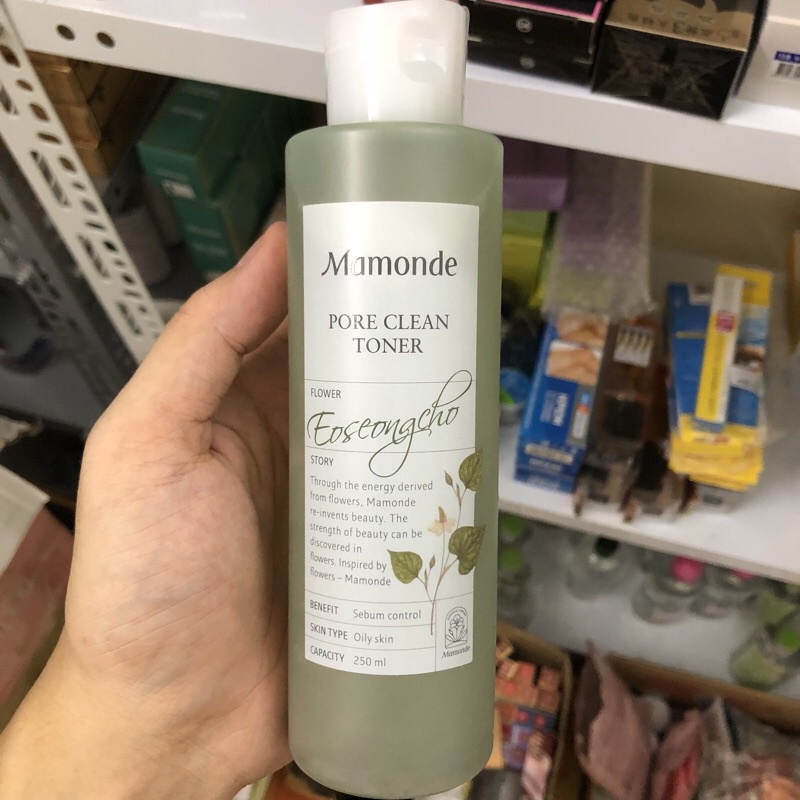 Mamonde
PORE CLEAN
TONER
FLOWER
Eoseongcho
STORY
Through the energy derived
from flowers, Mamonde
re-invents beauty. The
strength of beauty can be
discovered in
flowers. Inspired by
flowers – Mamonde
BENEFIT Sebum control
SKIN TYPE Oily skin
CAPACITY 250 ml
Mamonde